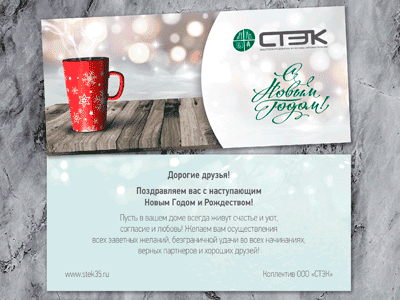 СТЭК
С
Новым
годом!
Дорогие друзья!
Поздравляем вас с наступающим
Новым Годом и Рождеством!
Пусть в вашем доме всегда живут счастье и уют,
согласие и любовь! Желаем вам осуществления
всех заветных желаний, безграничной удачи во всех начинаниях,
верных партнеров и хороших друзей!
www.stek35.ru
Коллектив ООО «СТЭК»